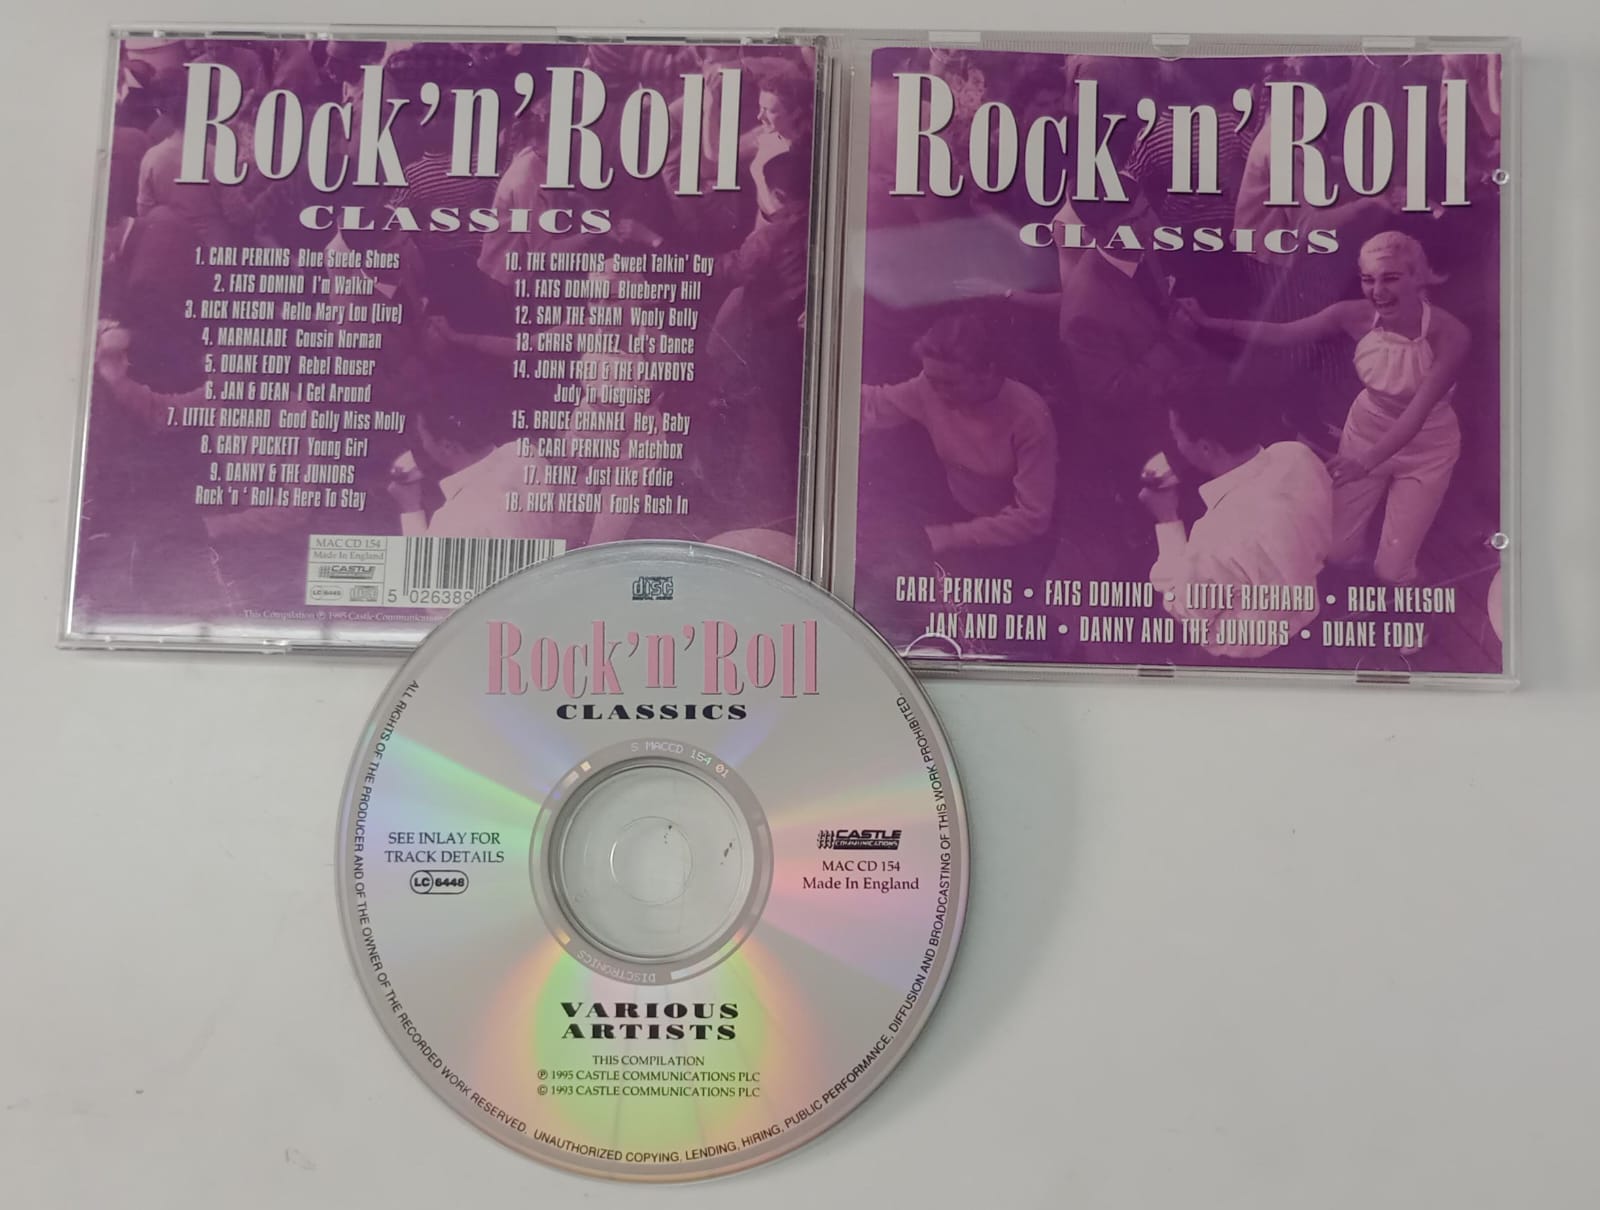 Rock 'n' Roll
CLASSICS
1. CARL PERKINS Blue Suede Shoes
2. FATS DOMINO I'm Walkin'
3. RICK NELSON Hello Mary Lou (Live)
4. MARMALADE Cousin Norman
5. DUANE EDDY Rebel Rouser
6. JAN & DEAN I Get Around
7. LITTLE RICHARD Good Golly Miss Molly
8. GARY PUCKETT Young Girl
9. DANNY & THE JUNIORS
Rock 'n ' Roll Is Here To Stay
10. THE CHIFFONS Sweet Talkin' Guy
11. FATS DOMINO Blueberry Hill
12. SAM THE SHAM Wooly Bully
13. CHRIS MONTEZ Let's Dance
14. JOHN FRED & THE PLAYBOYS
Judy In Disguise
15. BRUCE CHANNEL Hey, Baby
16. CARL PERKINS Matchbox
17. HEINZ Just Like Eddie
18. RICK NELSON Fools Rush In
MAC CD 154
Made In England
CASTLE
LC 6448
5 026389
This Compilation ℗ 1995 Castle Communications
Rock 'n' Roll
CLASSICS
CARL PERKINS • FATS DOMINO • LITTLE RICHARD • RICK NELSON
JAN AND DEAN • DANNY AND THE JUNIORS • DUANE EDDY
disc
Rock 'n' Roll
CLASSICS
S MACCD 154 01
SEE INLAY FOR
TRACK DETAILS
LC 6448
CASTLE
COMMUNICATIONS
MAC CD 154
Made In England
DISCTRONICS
VARIOUS
ARTISTS
THIS COMPILATION
℗ 1995 CASTLE COMMUNICATIONS PLC
© 1993 CASTLE COMMUNICATIONS PLC
ALL RIGHTS OF THE PRODUCER AND OF THE OWNER OF THE RECORDED WORK RESERVED. UNAUTHORIZED COPYING, LENDING, HIRING, PUBLIC PERFORMANCE, DIFFUSION AND BROADCASTING OF THIS WORK PROHIBITED.